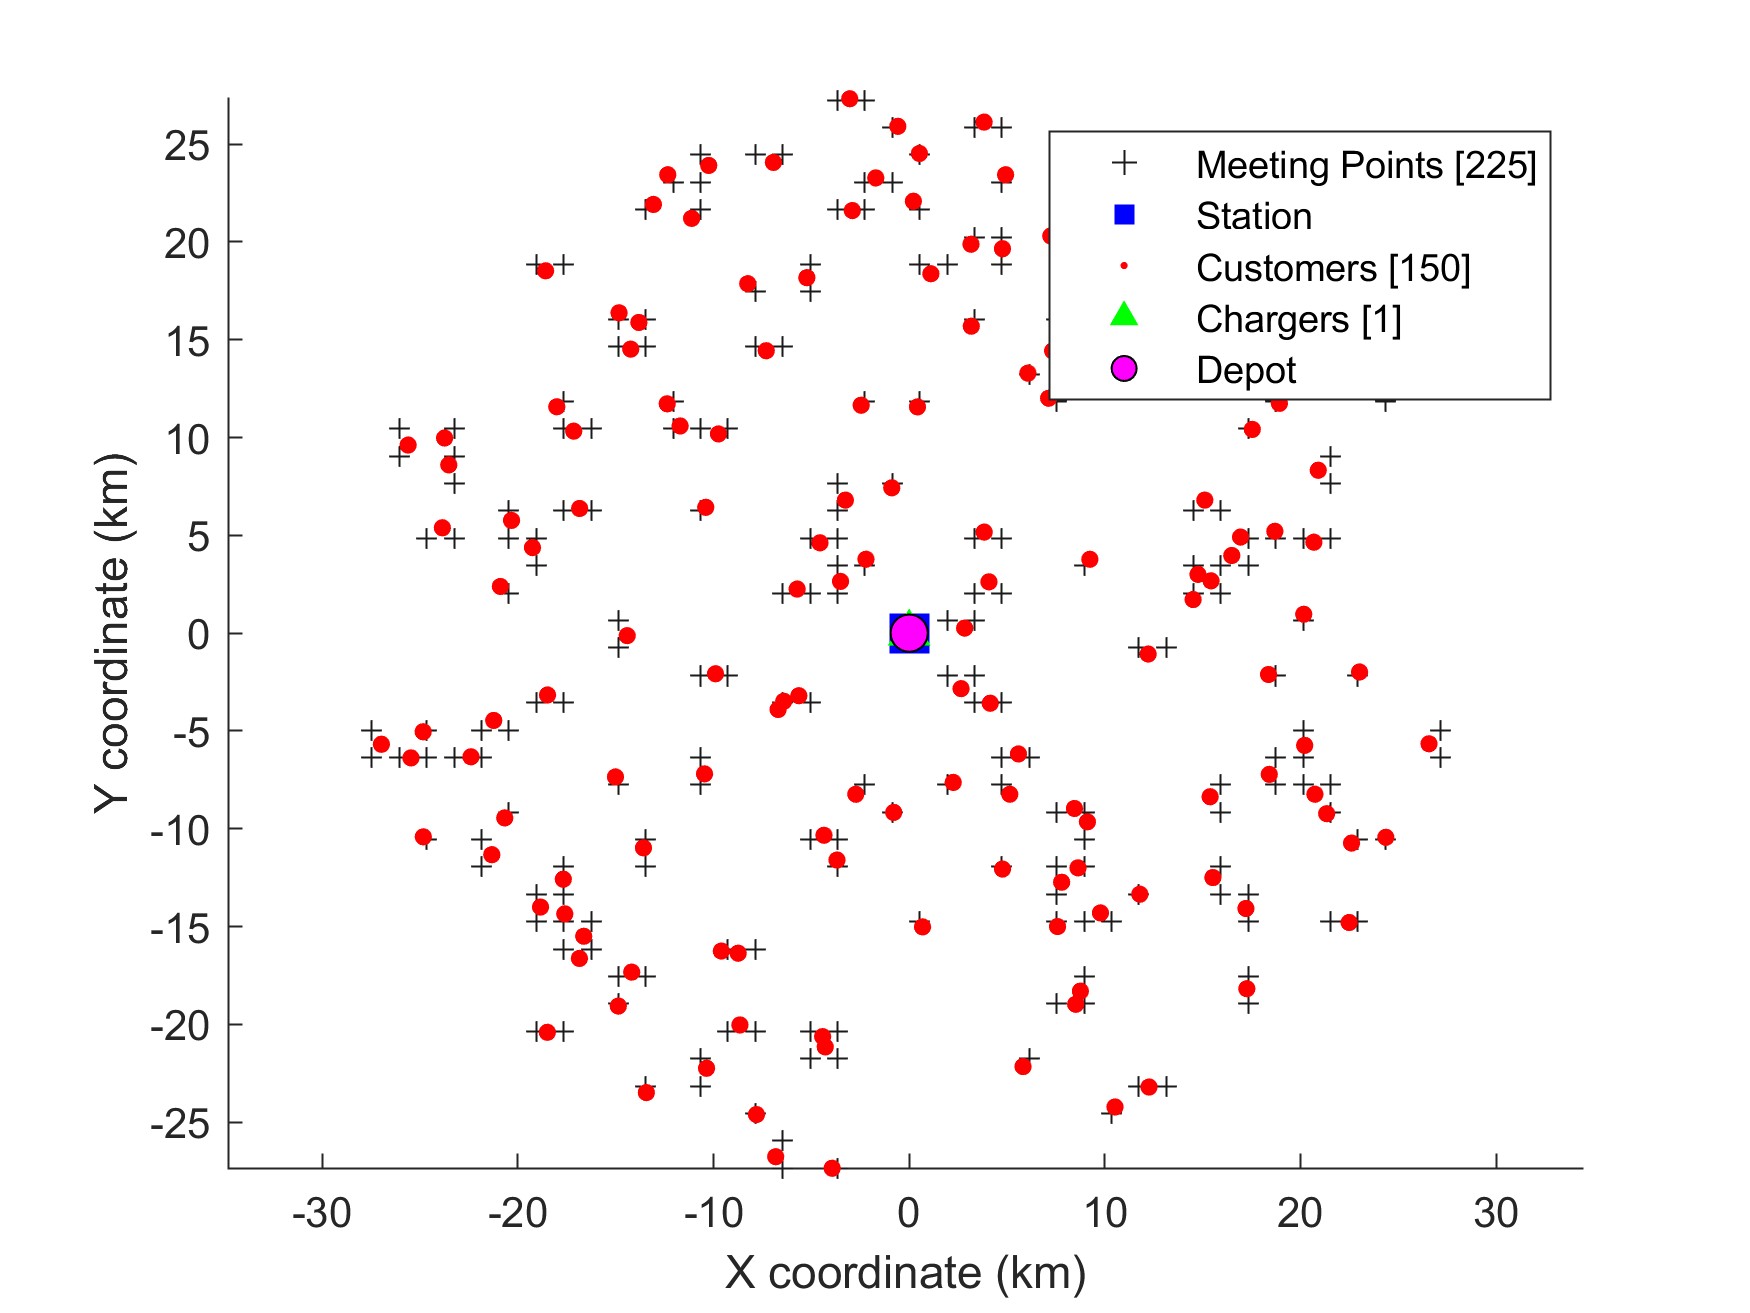 25
20
15
10
5
0
-5
-10
-15
-20
-25
Y coordinate (km)
Meeting Points [225]
Station
Customers [150]
Chargers [1]
Depot
-30 -20 -10 0 10 20 30
X coordinate (km)